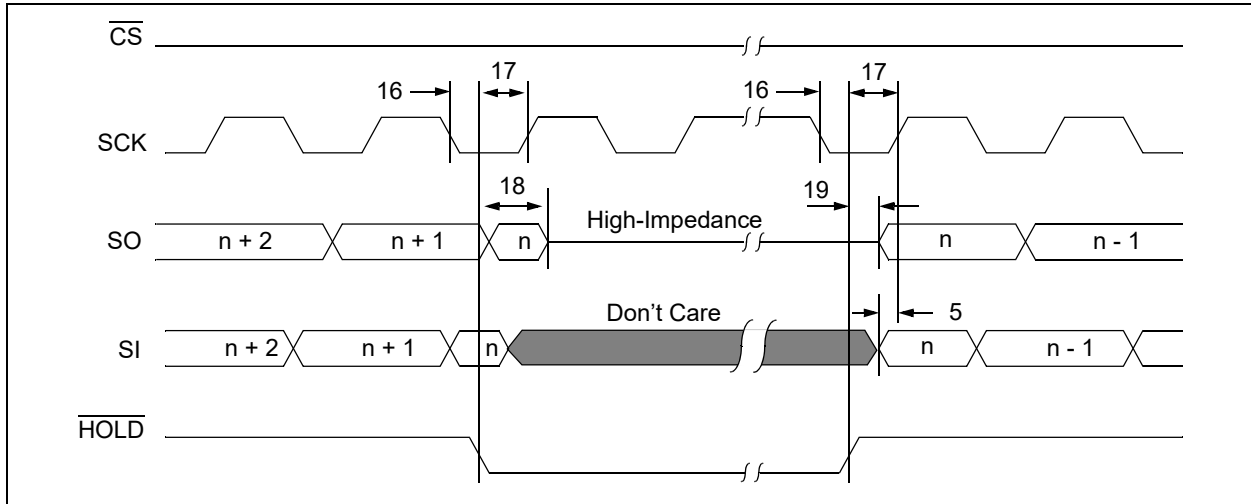 CS
16
17
16
17
SCK
18
19
High-Impedance
SO
n + 2
n + 1
n
n
n - 1
Don't Care
5
SI
n + 2
n + 1
n
n
n - 1
HOLD